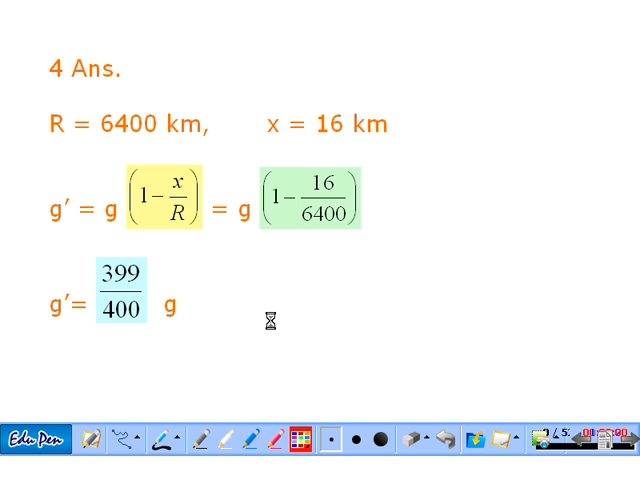 4 Ans.
R = 6400 km, x = 16 km
g’ = g (1 − x/R) = g (1 − 16/6400)
g’= 399/400 g
Edu Pen